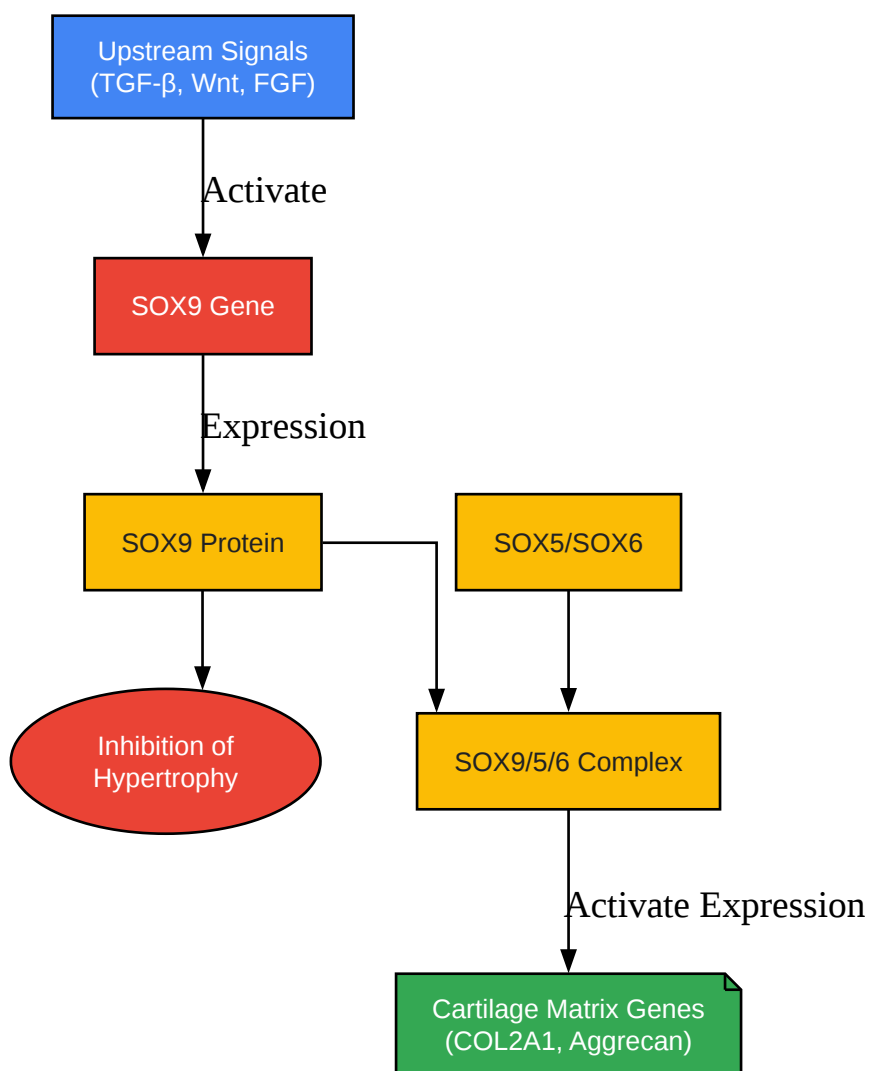 Upstream Signals
(TGF-β, Wnt, FGF)
Activate
SOX9 Gene
Expression
SOX9 Protein
SOX5/SOX6
Inhibition of
Hypertrophy
SOX9/5/6 Complex
Activate Expression
Cartilage Matrix Genes
(COL2A1, Aggrecan)